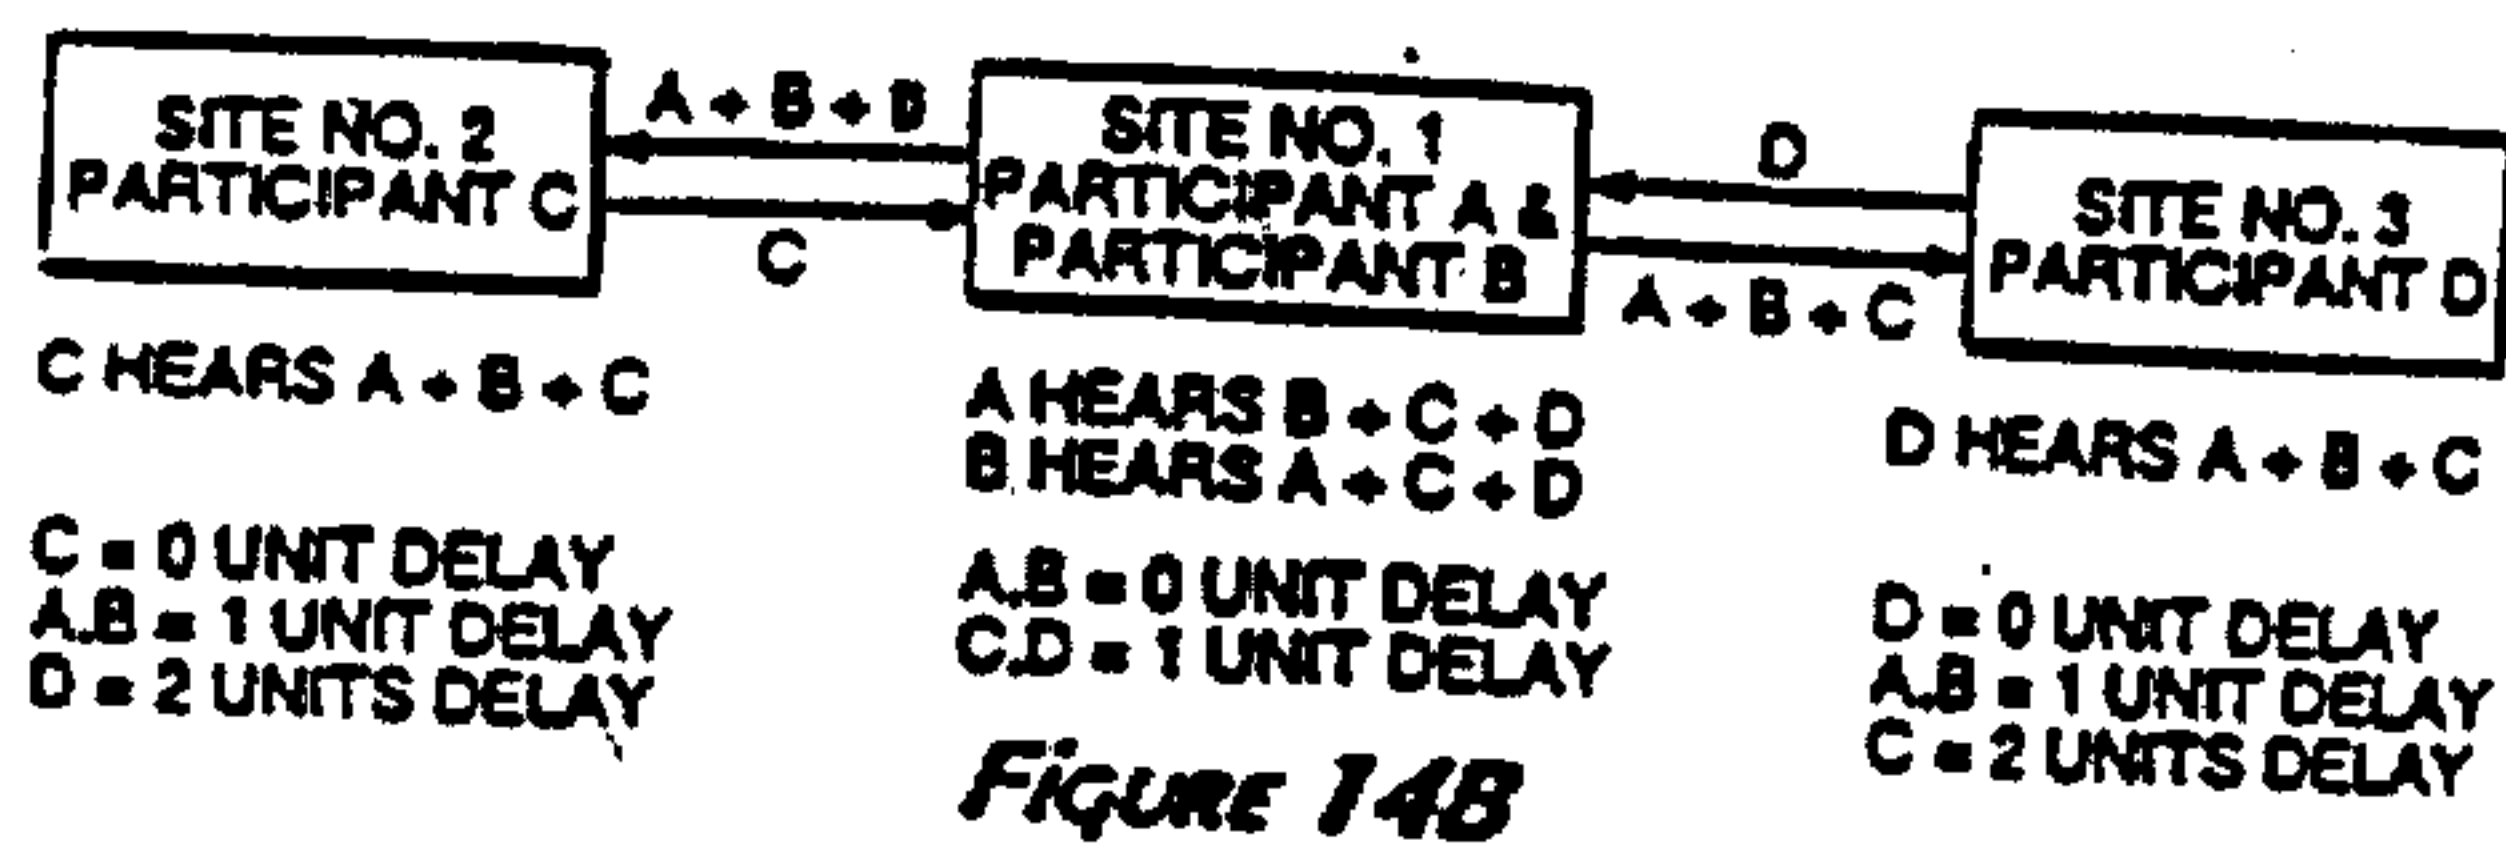 SITE NO. 2
PARTICIPANT C
A + B + D
C
SITE NO. 1
PARTICIPANT A &
PARTICIPANT B
D
A + B + C
SITE NO. 3
PARTICIPANT D
C HEARS A + B + C
A HEARS B + C + D
B HEARS A + C + D
D HEARS A + B + C
C = 0 UNIT DELAY
A,B = 1 UNIT DELAY
D = 2 UNITS DELAY
A,B = 0 UNIT DELAY
C,D = 1 UNIT DELAY
D = 0 UNIT DELAY
A,B = 1 UNIT DELAY
C = 2 UNITS DELAY
FIGURE 14B